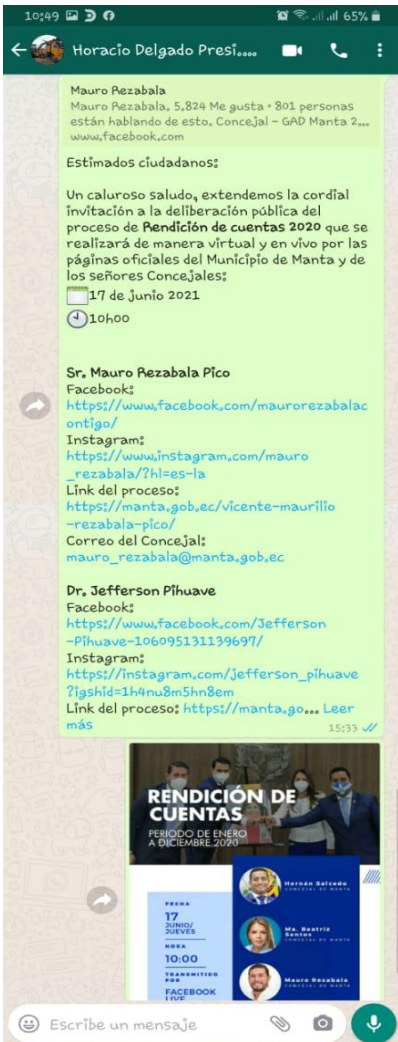 10:49
65%
Horacio Delgado Presi....
Mauro Rezabala
Mauro Rezabala, 5,824 Me gusta • 801 personas
están hablando de esto. Concejal – GAD Manta 2...
www.facebook.com
Estimados ciudadanos:
Un caluroso saludo, extendemos la cordial
invitación a la deliberación pública del
proceso de Rendición de cuentas 2020 que se
realizará de manera virtual y en vivo por las
páginas oficiales del Municipio de Manta y de
los señores Concejales:
17 de junio 2021
10h00
Sr. Mauro Rezabala Pico
Facebook:
https://www.facebook.com/maurorezabalac
ontigo/
Instagram:
https://www.instagram.com/mauro
_rezabala/?hl=es-la
Link del proceso:
https://manta.gob.ec/vicente-maurilio
-rezabala-pico/
Correo del Concejal:
mauro_rezabala@manta.gob.ec
Dr. Jefferson Pihuave
Facebook:
https://www.facebook.com/Jefferson
-Pihuave-106095131139697/
Instagram:
https://instagram.com/jefferson_pihuave
?igshid=1h4nu8m5hn8em
Link del proceso: https://manta.go... Leer
más
15:33
RENDICIÓN DE
CUENTAS
PERIODO DE ENERO
A DICIEMBRE 2020
FECHA
17
JUNIO/
JUEVES
HORA
10:00
TRANSMITIDO
POR
FACEBOOK
LIVE
Hernán Salcedo
CONCEJAL DE MANTA
Ma. Beatriz
Santos
CONCEJAL DE MANTA
Mauro Rezabala
CONCEJAL DE MANTA
Escribe un mensaje